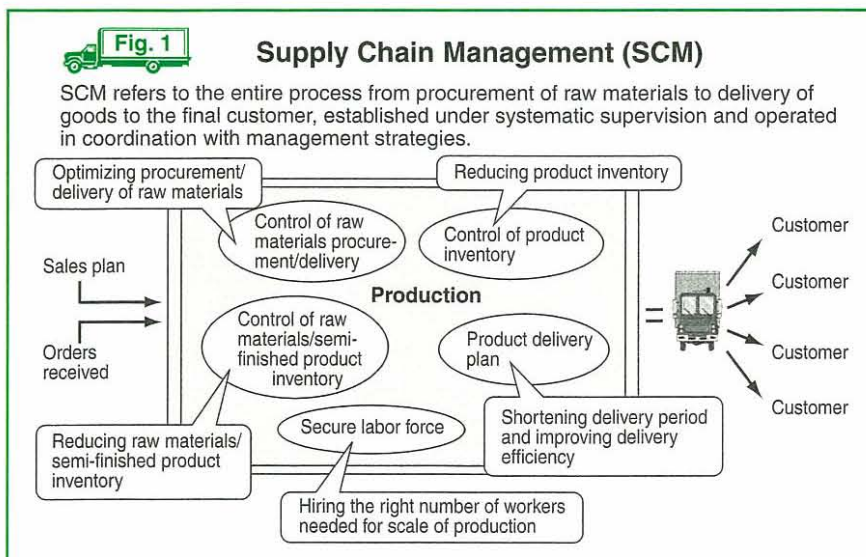 Fig. 1
Supply Chain Management (SCM)
SCM refers to the entire process from procurement of raw materials to delivery of
goods to the final customer, established under systematic supervision and operated
in coordination with management strategies.
Optimizing procurement/
delivery of raw materials
Reducing product inventory
Control of raw
materials procure-
ment/delivery
Control of product
inventory
Sales plan
Orders
received
Production
Control of raw
materials/semi-
finished product
inventory
Product delivery
plan
Secure labor force
Reducing raw materials/
semi-finished product
inventory
Shortening delivery period
and improving delivery
efficiency
Hiring the right number of workers
needed for scale of production
=
Customer
Customer
Customer
Customer